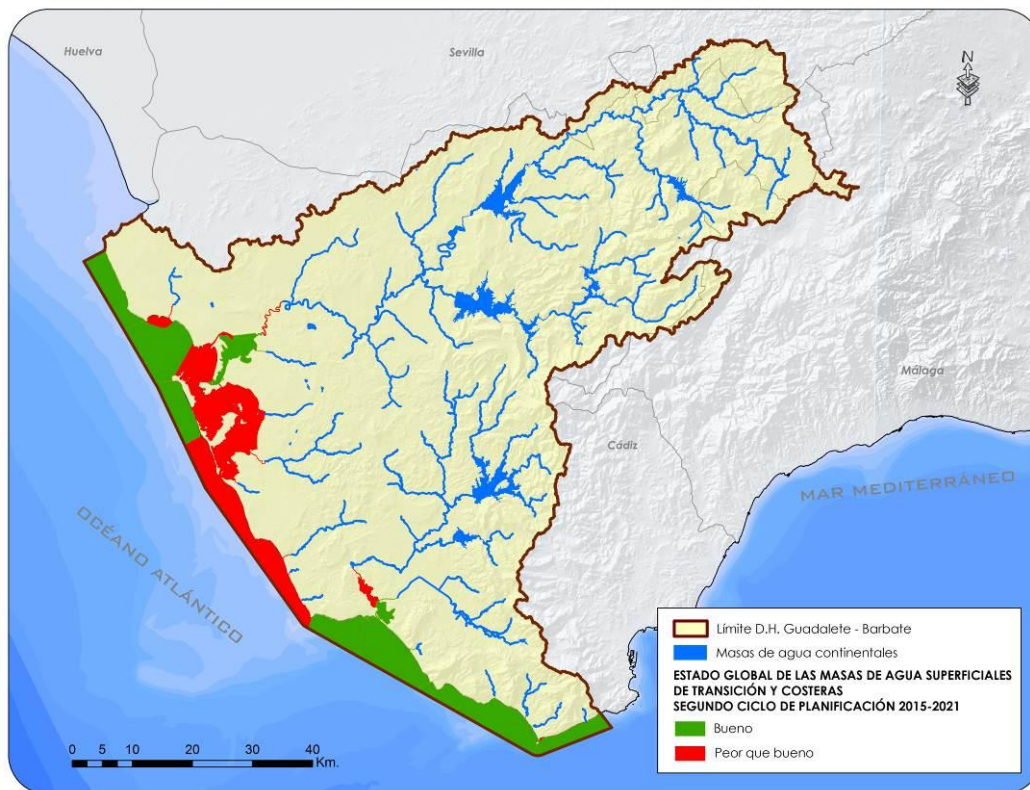 Huelva
Sevilla
N
Málaga
Cádiz
MAR MEDITERRÁNEO
OCÉANO ATLÁNTICO
Límite D.H. Guadalete - Barbate
Masas de agua continentales
ESTADO GLOBAL DE LAS MASAS DE AGUA SUPERFICIALES
DE TRANSICIÓN Y COSTERAS
SEGUNDO CICLO DE PLANIFICACIÓN 2015-2021
Bueno
Peor que bueno
0 5 10 20 30 40
Km.